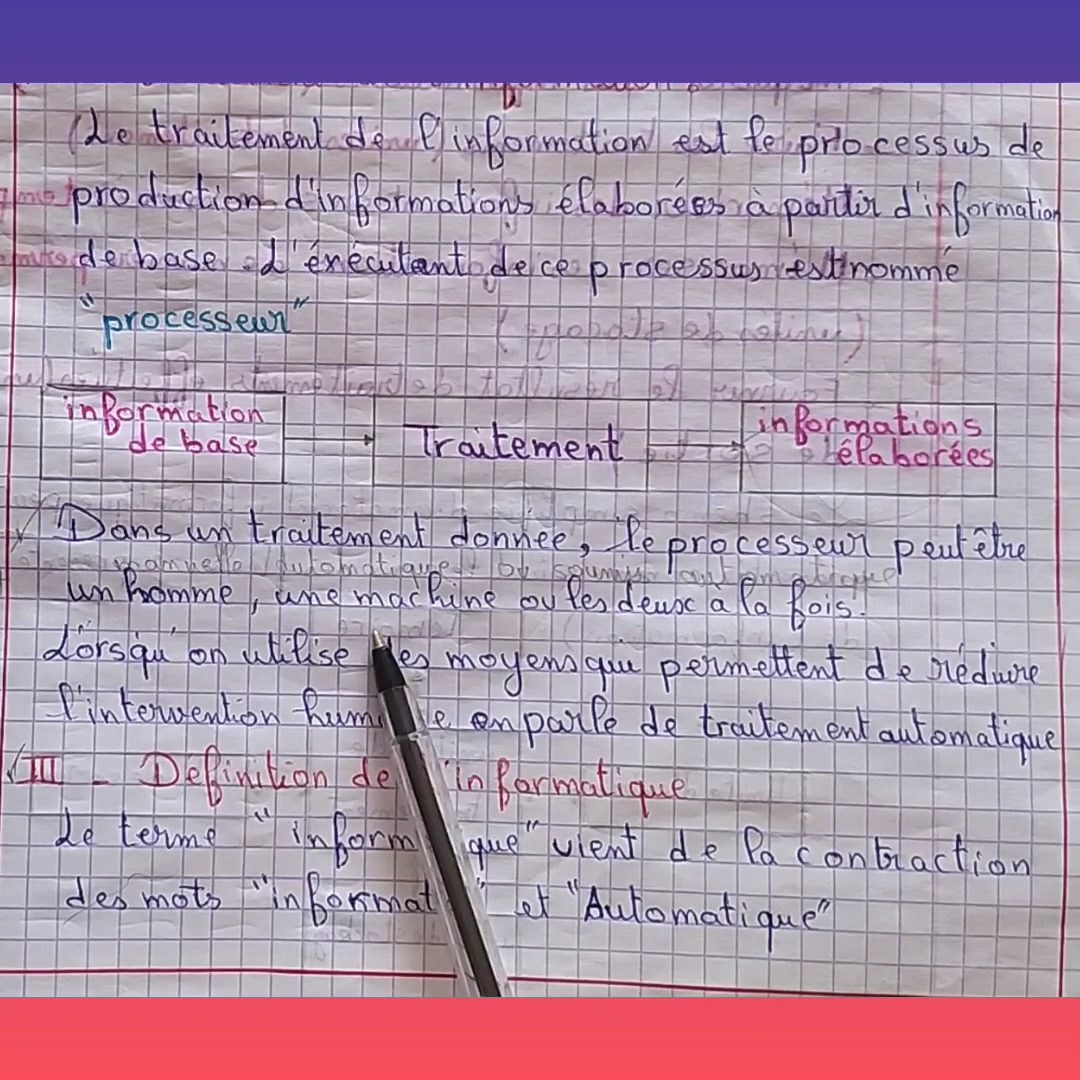 Le traitement de l'information est le processus de
production d'informations élaborées à partir d'information
de base. L'éxécutant de ce processus est nommé
"processeur"
information de base
Traitement
informations élaborées
Dans un traitement donnée, le processeur peut être
un homme, une machine ou les deux à la fois.
Lorsqu'on utilise des moyens qui permettent de réduire
l'intervention humaine on parle de traitement automatique
III - Définition de l'informatique
Le terme "informatique" vient de la contraction
des mots "information" et "Automatique"